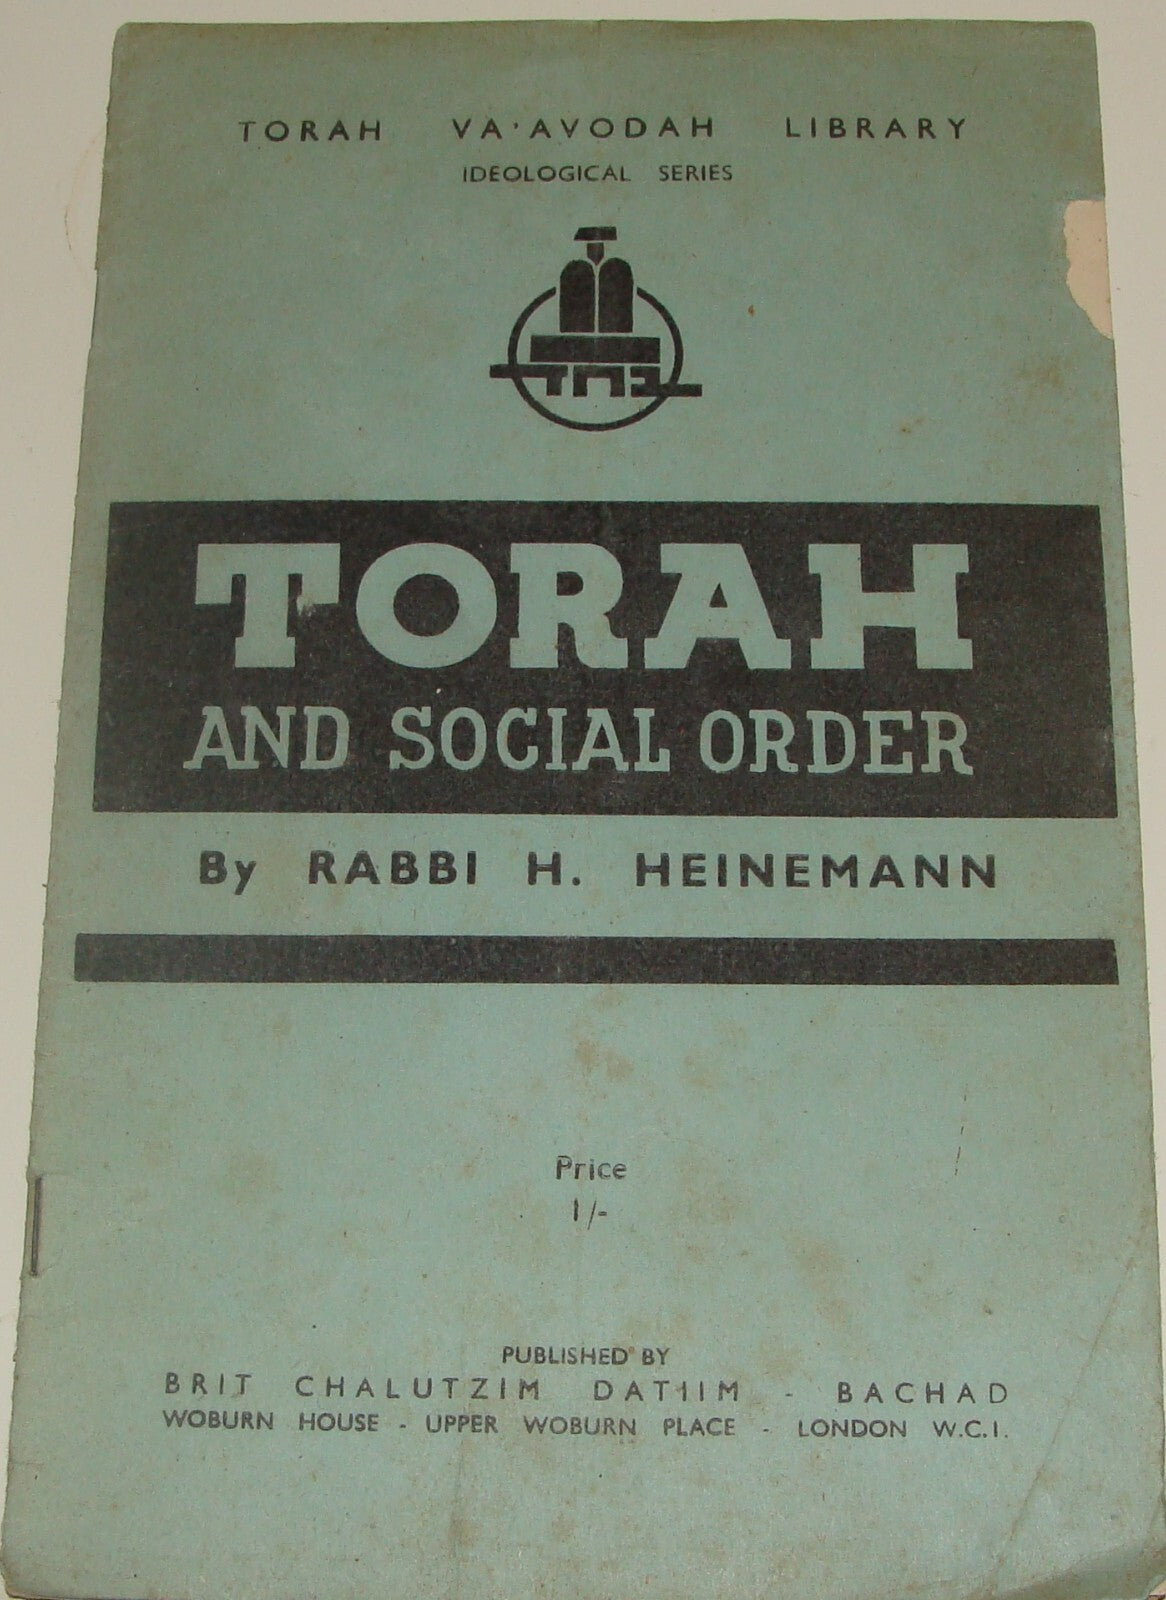 TORAH VA'AVODAH LIBRARY
IDEOLOGICAL SERIES
בחד
TORAH
AND SOCIAL ORDER
By RABBI H. HEINEMANN
Price
1/-
PUBLISHED BY
BRIT CHALUTZIM DATIIM - BACHAD
WOBURN HOUSE - UPPER WOBURN PLACE - LONDON W.C.1.